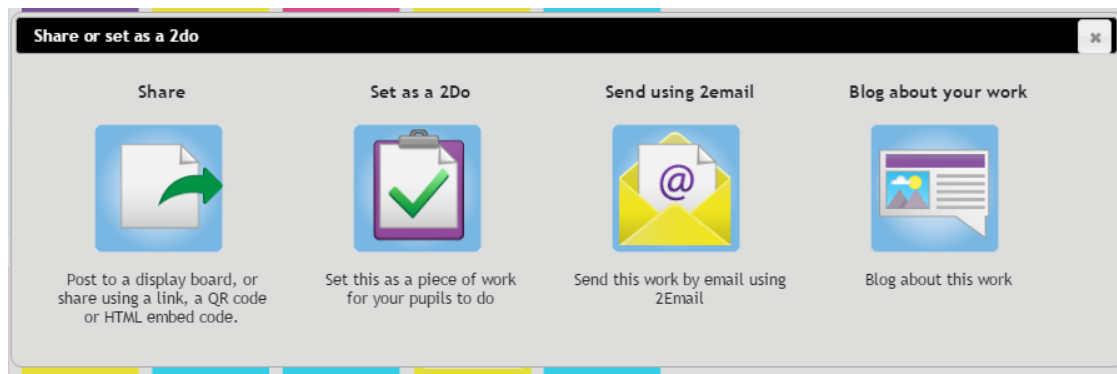 Share or set as a 2do
Share
Post to a display board, or
share using a link, a QR code
or HTML embed code.
Set as a 2Do
Set this as a piece of work
for your pupils to do
Send using 2email
@
Send this work by email using
2Email
Blog about your work
Blog about this work